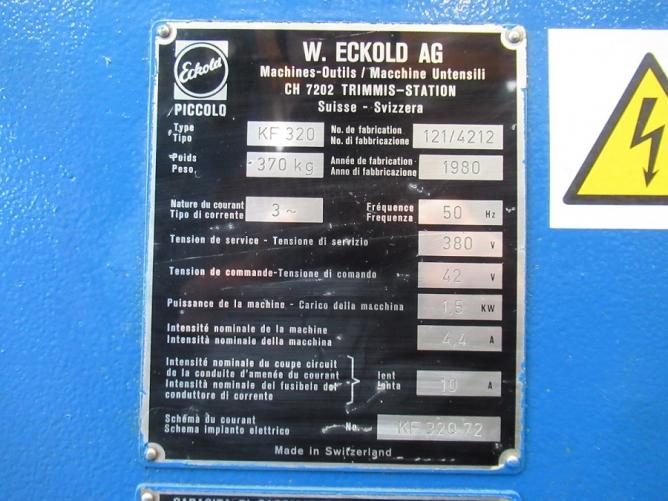 Eckold
PICCOLO
W. ECKOLD AG
Machines-Outils / Macchine Untensili
CH 7202 TRIMMIS-STATION
Suisse - Svizzera
Type KF 320 No. de fabrication 121/4212
Tipo No. di fabbricazione
Poids 370 kg Année de fabrication 1980
Peso Anno di fabbricazione
Nature du courant 3 ~ Fréquence 50 Hz
Tipo di corrente Frequenza
Tension de service - Tensione di servizio 380 V
Tension de commande-Tensione di comando 42 V
Puissance de la machine - Carico della macchina 1,5 KW
Intensité nominale de la machine 4,4 A
Intensità nominale della macchina
Intensité nominale du coupe circuit
de la conduite d'amenée du courant lent 10 A
Intensità nominale del fusibele del lenta
conduttore di corrente
Schéma du courant No. KF 320-72
Schema impianto elettrico
Made in Switzerland